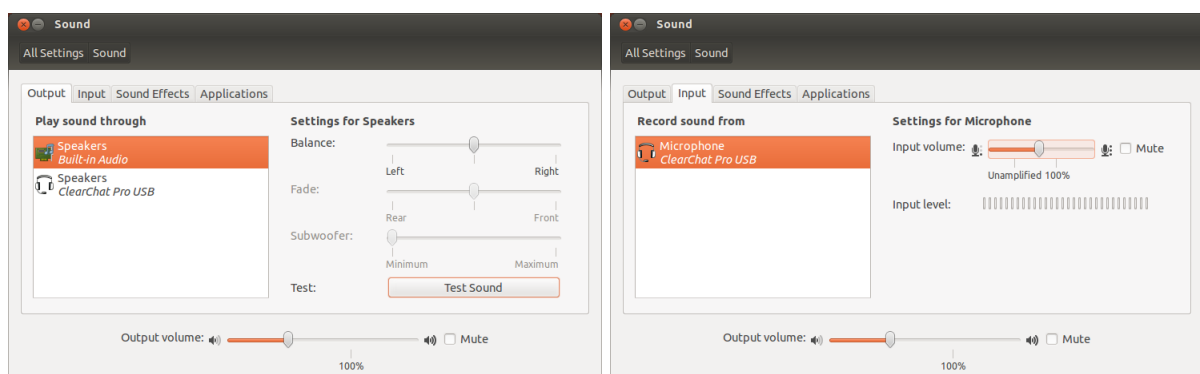 Sound
All Settings Sound
Output Input Sound Effects Applications
Play sound through
Speakers
Built-in Audio
Speakers
ClearChat Pro USB
Settings for Speakers
Balance:
Left Right
Fade:
Rear Front
Subwoofer:
Minimum Maximum
Test: Test Sound
Output volume: Mute
100%
Sound
All Settings Sound
Output Input Sound Effects Applications
Record sound from
Microphone
ClearChat Pro USB
Settings for Microphone
Input volume: Mute
Unamplified 100%
Input level:
Output volume: Mute
100%